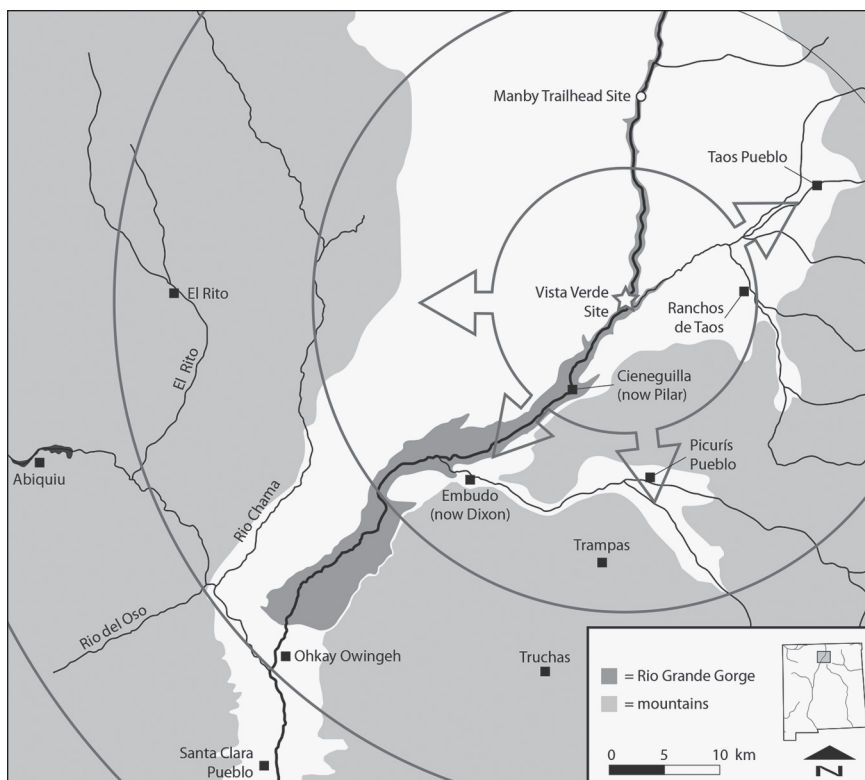 Manby Trailhead Site
Taos Pueblo
El Rito
Vista Verde
Site
Ranchos
de Taos
El Rito
Cieneguilla
(now Pilar)
Abiquiu
Rio Chama
Embudo
(now Dixon)
Picurís
Pueblo
Trampas
Rio del Oso
Ohkay Owingeh
Truchas
Santa Clara
Pueblo
= Rio Grande Gorge
= mountains
0 5 10 km
N